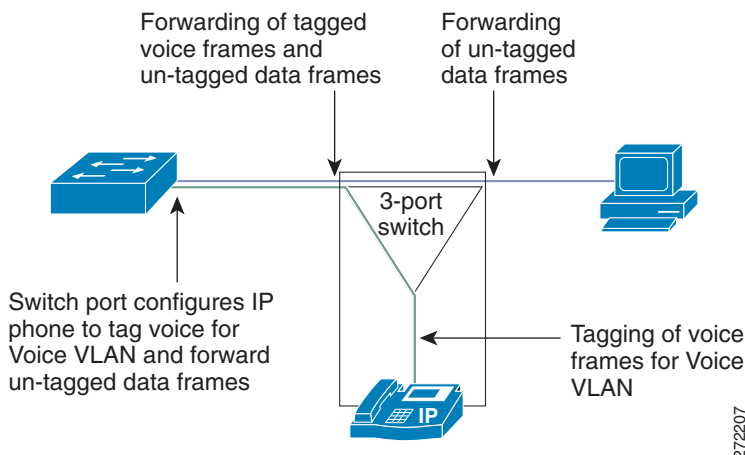 Forwarding of tagged
voice frames and
un-tagged data frames
Forwarding
of un-tagged
data frames
3-port
switch
Switch port configures IP
phone to tag voice for
Voice VLAN and forward
un-tagged data frames
Tagging of voice
frames for Voice
VLAN
IP
272207